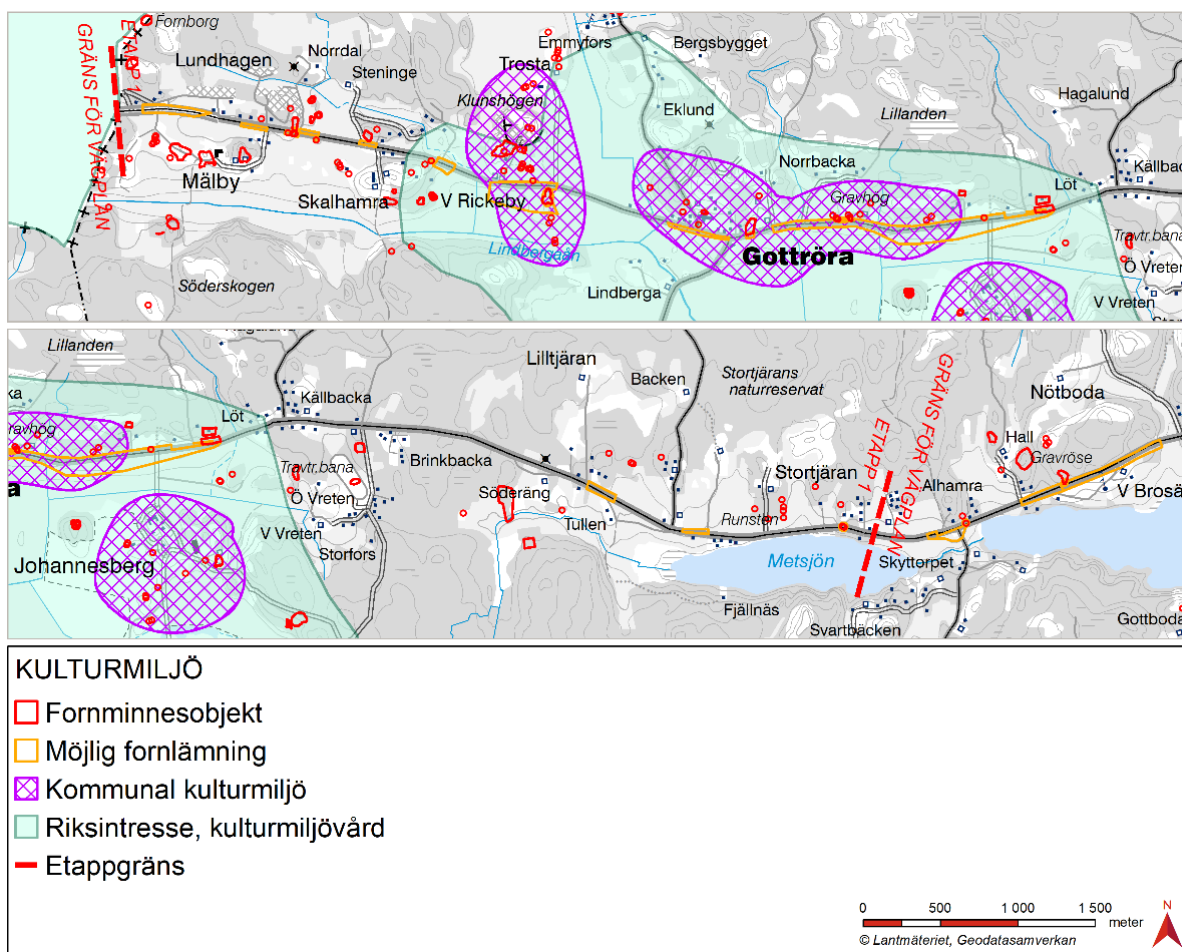 Fornborg
ETAPP 1
GRÄNS FÖR VÄGPLAN
Lundhagen
Norrdal
Steninge
Emmyfors
Trosta
Klunshögen
Bergsbygget
Eklund
Lillanden
Hagalund
Norrbacka
Källbacka
Mälby
Skalhamra
V Rickeby
Gravhög
Löt
Lindbergaån
Gottröra
Travtr.bana
Ö Vreten
Söderskogen
Lindberga
V Vreten
Lillanden
Löt
Källbacka
Lilltjäran
Backen
Stortjärans
naturreservat
GRÄNS FÖR VÄGPLAN
ETAPP 1
Nötboda
Hall
Gravröse
Brinkbacka
Travtr.bana
Ö Vreten
Söderäng
Stortjäran
Alhamra
V Brosä
V Vreten
Storfors
Tullen
Runsten
Johannesberg
Metsjön
Skyttorpet
Fjällnäs
Svartbäcken
Gottboda
KULTURMILJÖ
Fornminnesobjekt
Möjlig fornlämning
Kommunal kulturmiljö
Riksintresse, kulturmiljövård
Etappgräns
0 500 1 000 1 500
meter
N
© Lantmäteriet, Geodatasamverkan